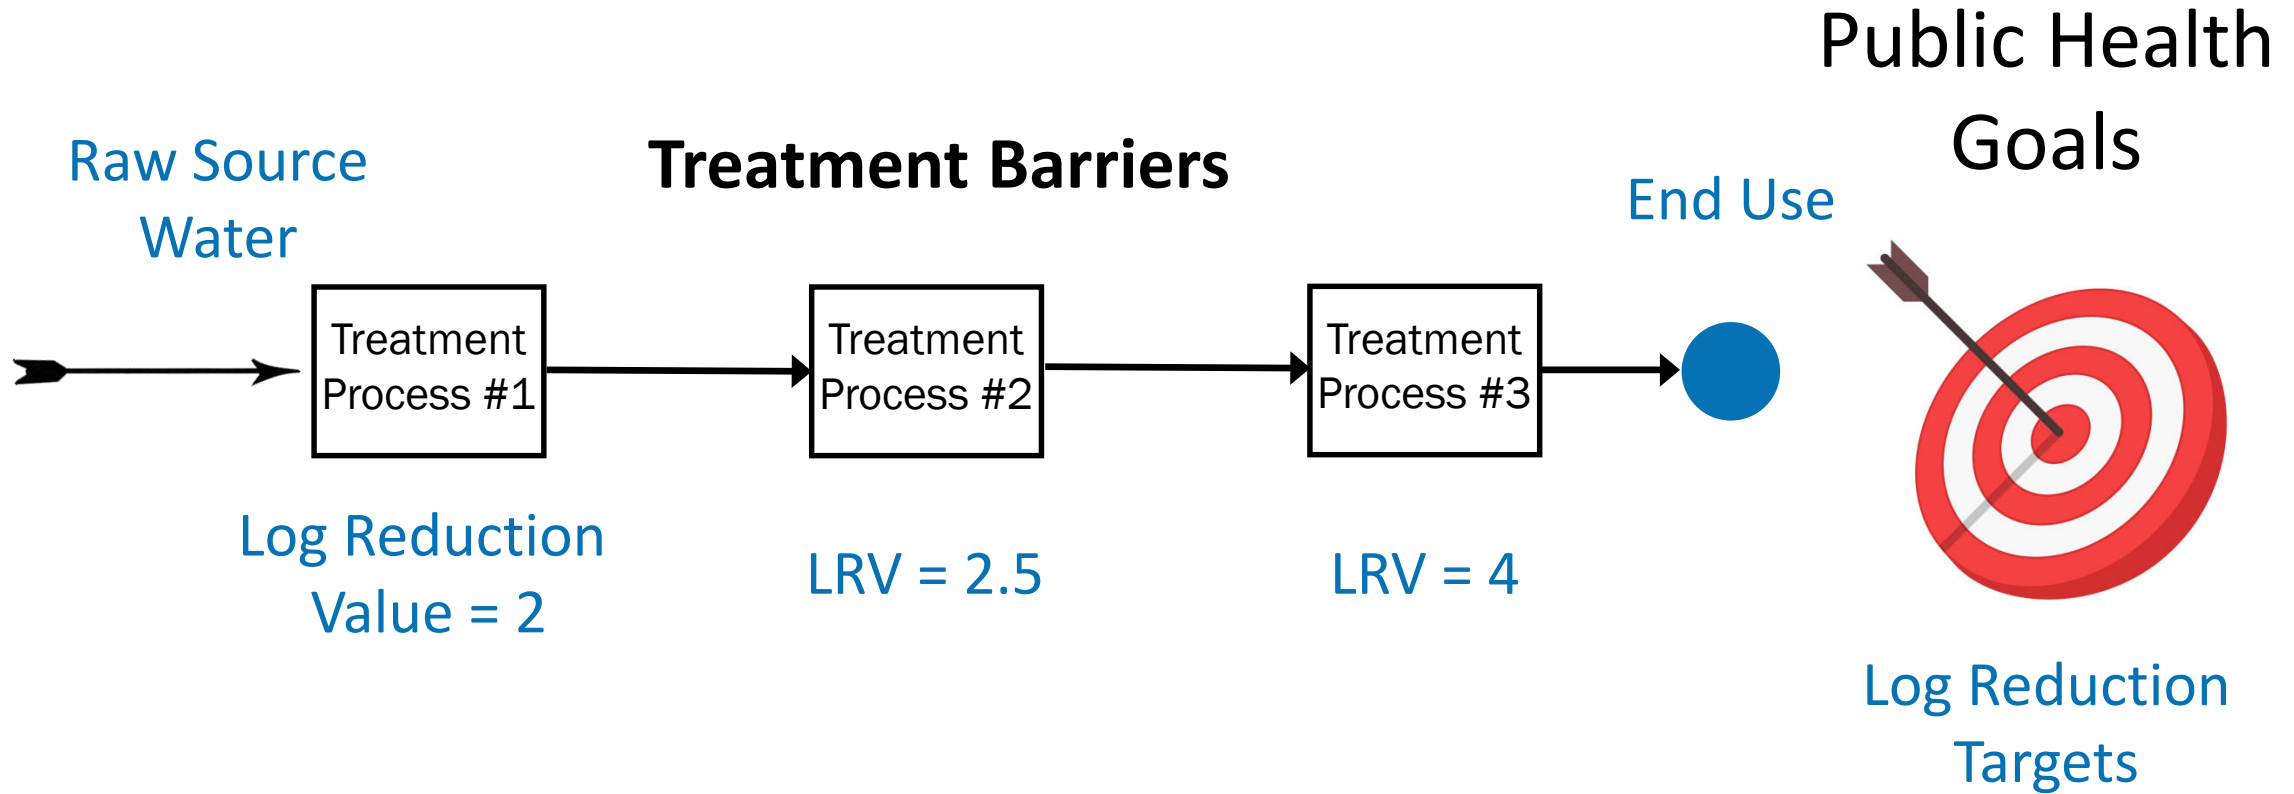 Public Health
Goals
Raw Source
Water
Treatment Barriers
End Use
Treatment
Process #1
Treatment
Process #2
Treatment
Process #3
Log Reduction
Value = 2
LRV = 2.5
LRV = 4
Log Reduction
Targets